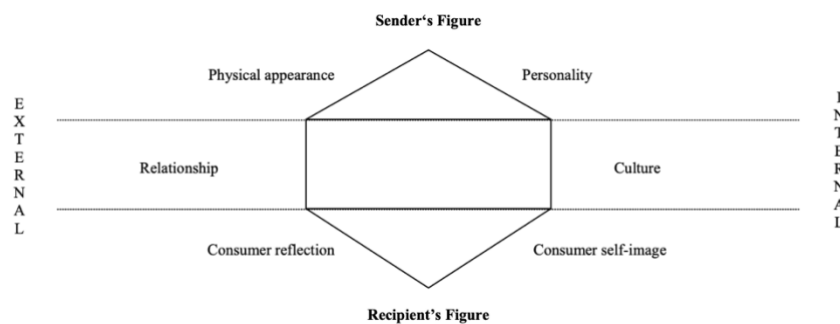 Sender‘s Figure
Physical appearance
Personality
EXTERNAL
INTERNAL
Relationship
Culture
Consumer reflection
Consumer self-image
Recipient’s Figure